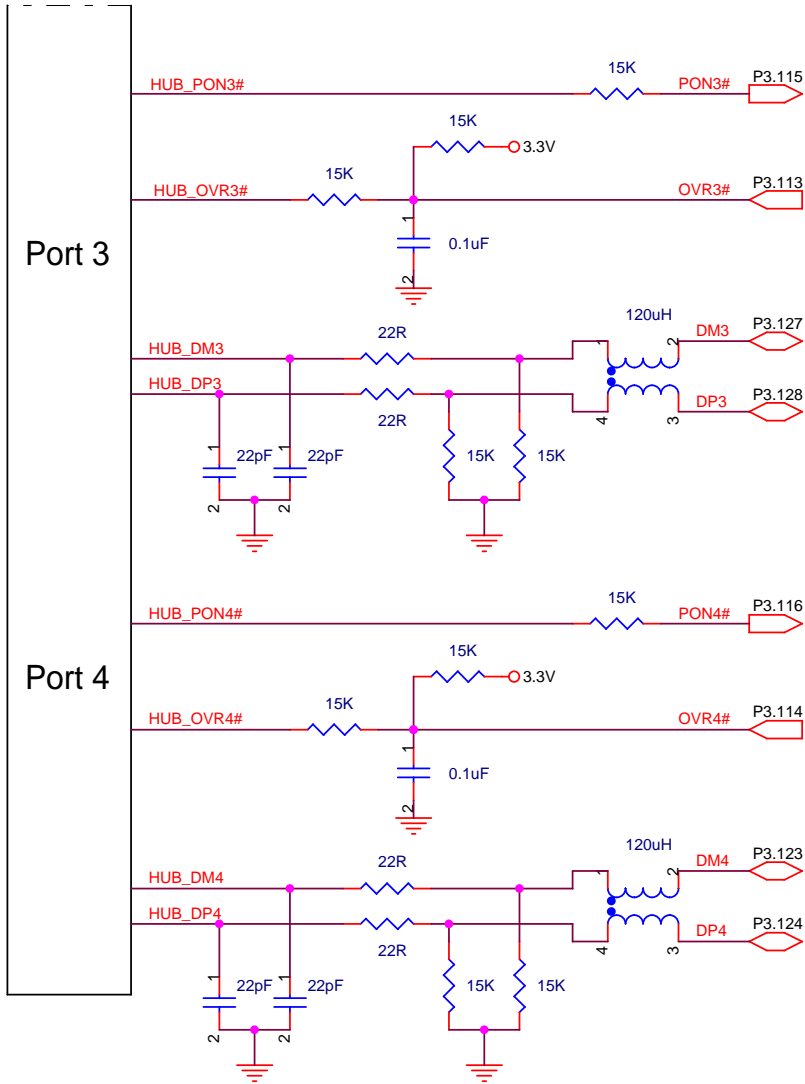 HUB_PON3# 15K PON3# P3.115
15K
3.3V
HUB_OVR3# 15K OVR3# P3.113
1
0.1uF
2
Port 3
120uH
HUB_DM3 22R 1 2 DM3 P3.127
HUB_DP3 22R 4 3 DP3 P3.128
1 22pF 1 22pF 15K 15K
2 2
HUB_PON4# 15K PON4# P3.116
15K
3.3V
Port 4
HUB_OVR4# 15K OVR4# P3.114
1
0.1uF
2
120uH
HUB_DM4 22R 1 2 DM4 P3.123
HUB_DP4 22R 4 3 DP4 P3.124
1 22pF 1 22pF 15K 15K
2 2